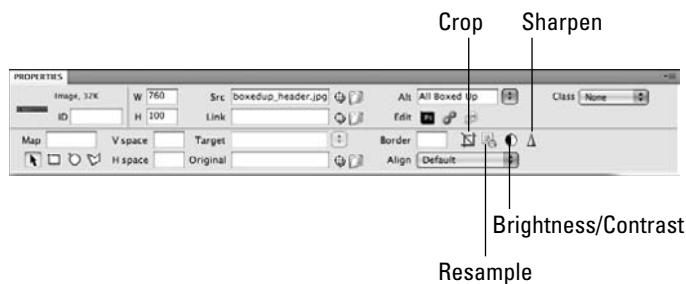 Crop Sharpen
PROPERTIES
Image, 32K W 760 Src boxedup_header.jpg Alt All Boxed Up Class None
ID H 100 Link Edit Ps
Map V space Target Border
H space Original Align Default
Brightness/Contrast
Resample